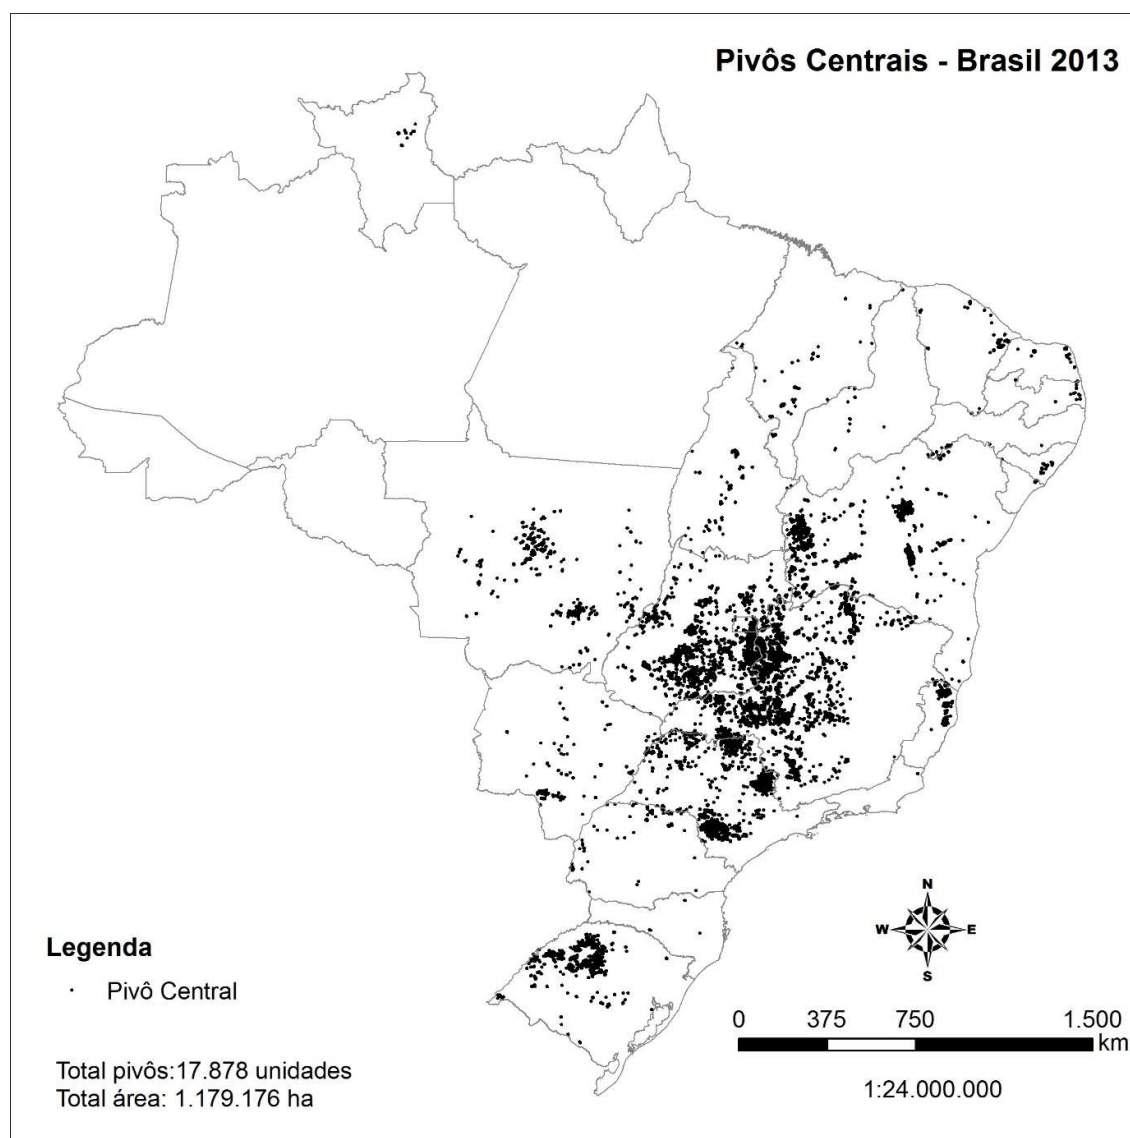 Pivôs Centrais - Brasil 2013
N
W E
S
Legenda
Pivô Central
0 375 750 1.500
km
Total pivôs:17.878 unidades
Total área: 1.179.176 ha
1:24.000.000